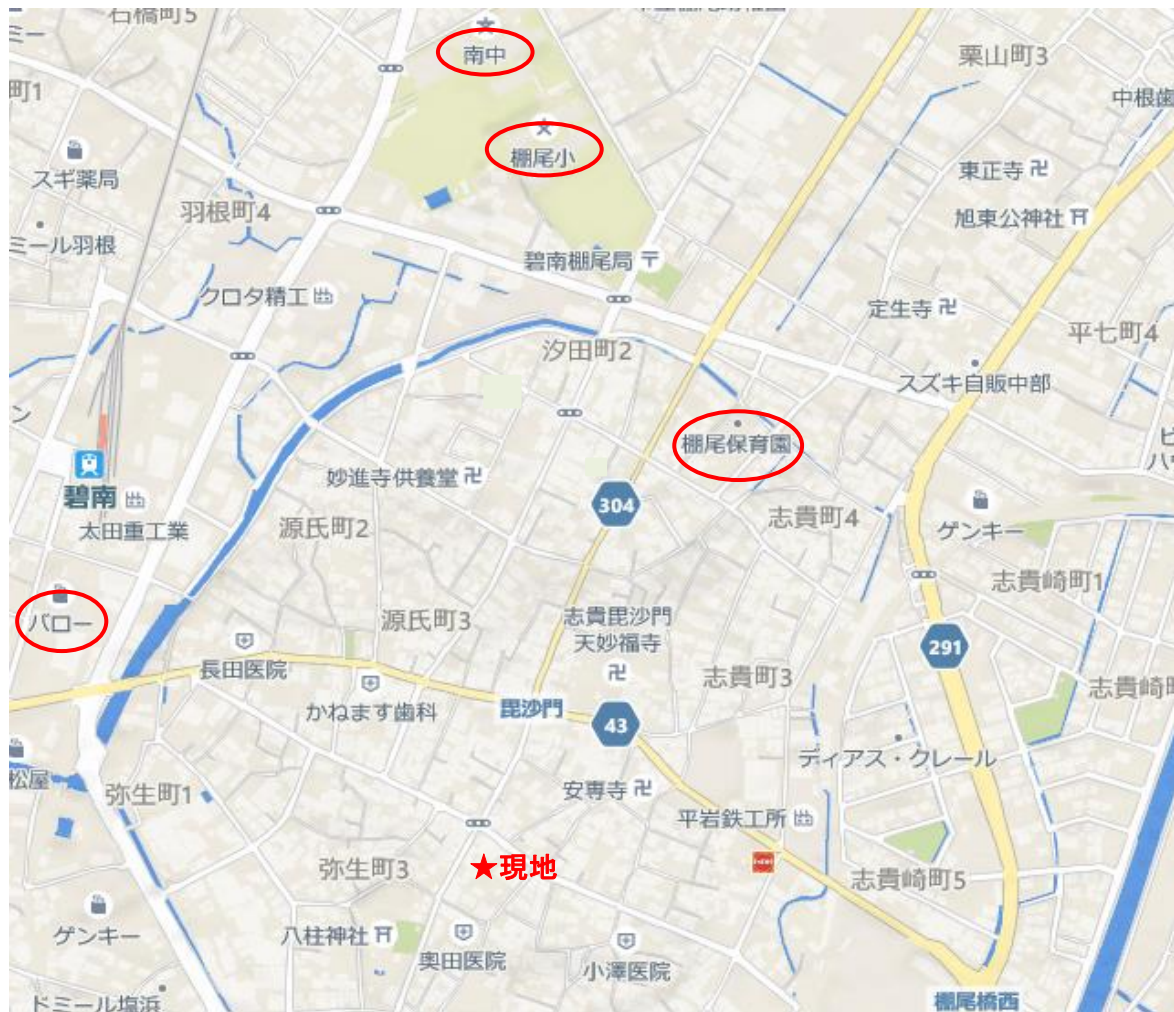 石橋町5
南中
栗山町3
町1
中根歯
棚尾小
スギ薬局
東正寺
羽根町4
旭東公神社
ミール羽根
碧南棚尾局
クロタ精工
定生寺
平七町4
汐田町2
スズキ自販中部
ン
棚尾保育園
ピ
ハウ
妙進寺供養堂
碧南
304
太田重工業
源氏町2
志貴町4
ゲンキー
志貴崎町1
バロー
源氏町3
志貴毘沙門
天妙福寺
291
長田医院
志貴町3
志貴崎町
かねます歯科
毘沙門
43
松屋
弥生町1
ディアス・クレール
安専寺
平岩鉄工所
弥生町3
★現地
志貴崎町5
ゲンキー
八柱神社
奥田医院
小澤医院
ドミール塩浜
棚尾橋西